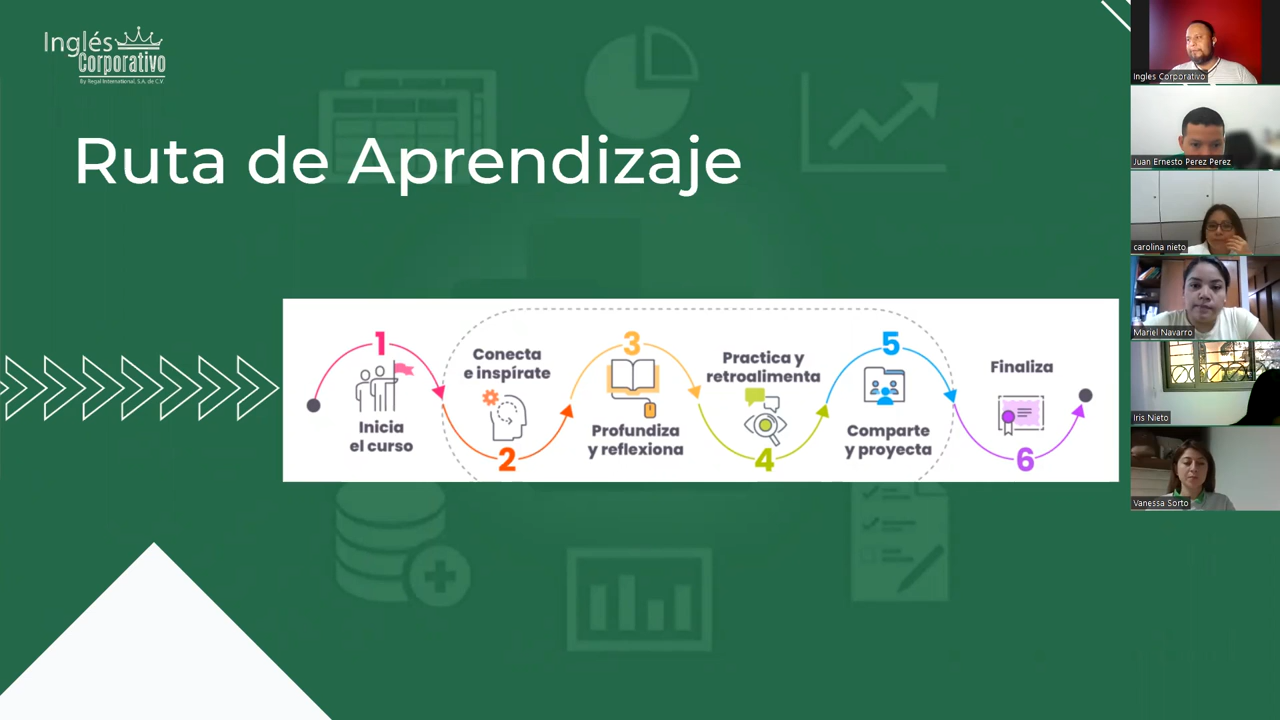 Inglés
Corporativo
By Regal International, S.A. de C.V.
Ruta de Aprendizaje
1
Inicia
el curso
Conecta
e inspírate
2
3
Profundiza
y reflexiona
Practica y
retroalimenta
4
5
Comparte
y proyecta
Finaliza
6
Ingles Corporativo
Juan Ernesto Perez Perez
carolina nieto
Mariel Navarro
Iris Nieto
Vanessa Sorto